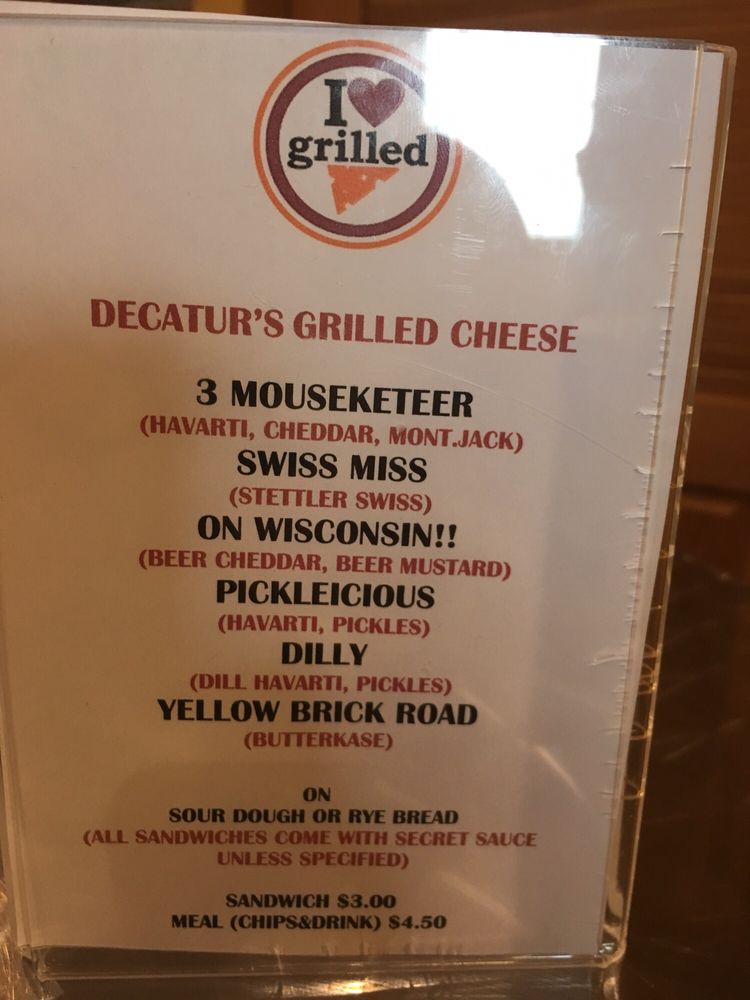 I
grilled
DECATUR'S GRILLED CHEESE
3 MOUSEKETEER
(HAVARTI, CHEDDAR, MONT.JACK)
SWISS MISS
(STETTLER SWISS)
ON WISCONSIN!!
(BEER CHEDDAR, BEER MUSTARD)
PICKLEICIOUS
(HAVARTI, PICKLES)
DILLY
(DILL HAVARTI, PICKLES)
YELLOW BRICK ROAD
(BUTTERKASE)
ON
SOUR DOUGH OR RYE BREAD
(ALL SANDWICHES COME WITH SECRET SAUCE
UNLESS SPECIFIED)
SANDWICH $3.00
MEAL (CHIPS&DRINK) $4.50